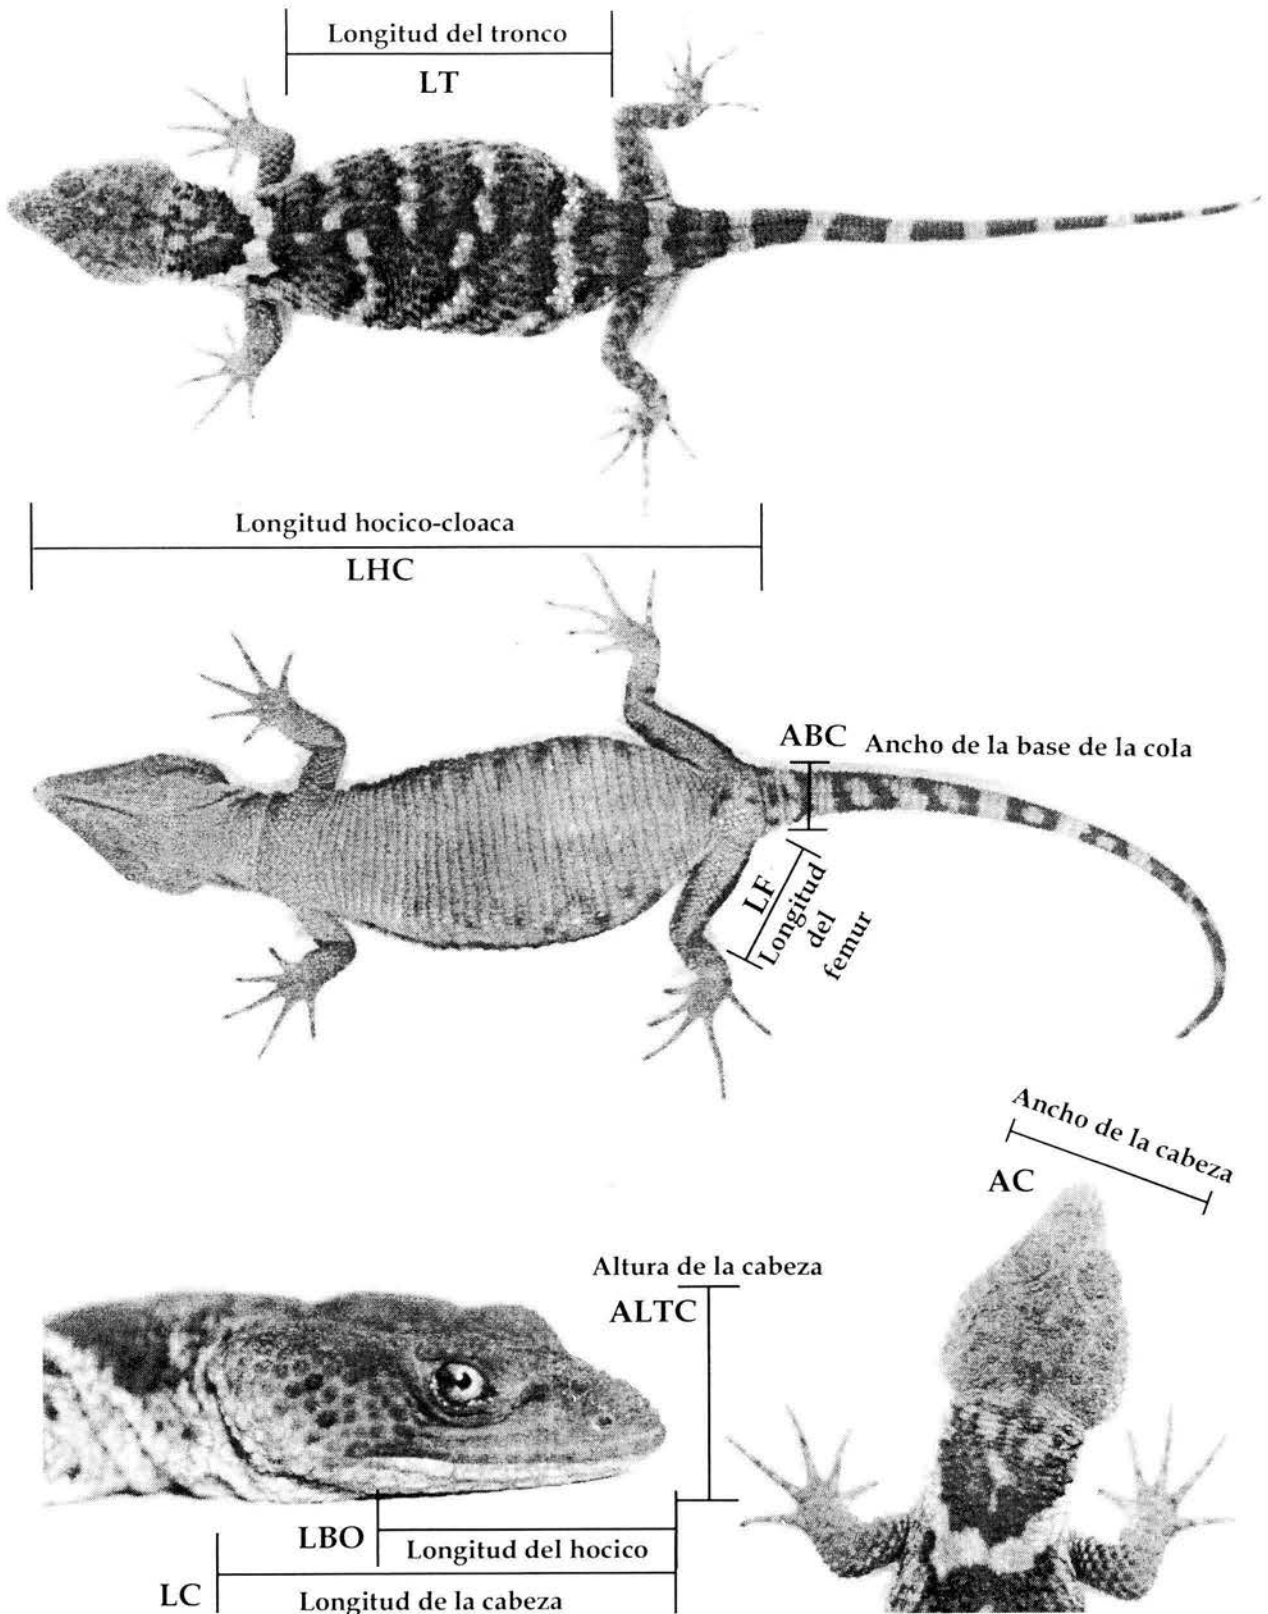 Longitud del tronco
LT
Longitud hocico-cloaca
LHC
ABC
Ancho de la base de la cola
LF
Longitud
del
femur
Ancho de la cabeza
AC
Altura de la cabeza
ALTC
LBO
Longitud del hocico
LC
Longitud de la cabeza